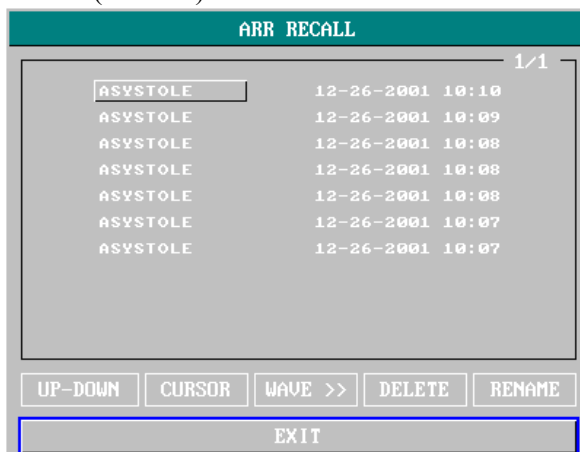 ARR RECALL
1/1
ASYSTOLE 12-26-2001 10:10
ASYSTOLE 12-26-2001 10:09
ASYSTOLE 12-26-2001 10:08
ASYSTOLE 12-26-2001 10:08
ASYSTOLE 12-26-2001 10:08
ASYSTOLE 12-26-2001 10:07
ASYSTOLE 12-26-2001 10:07
UP-DOWN CURSOR WAVE >> DELETE RENAME
EXIT